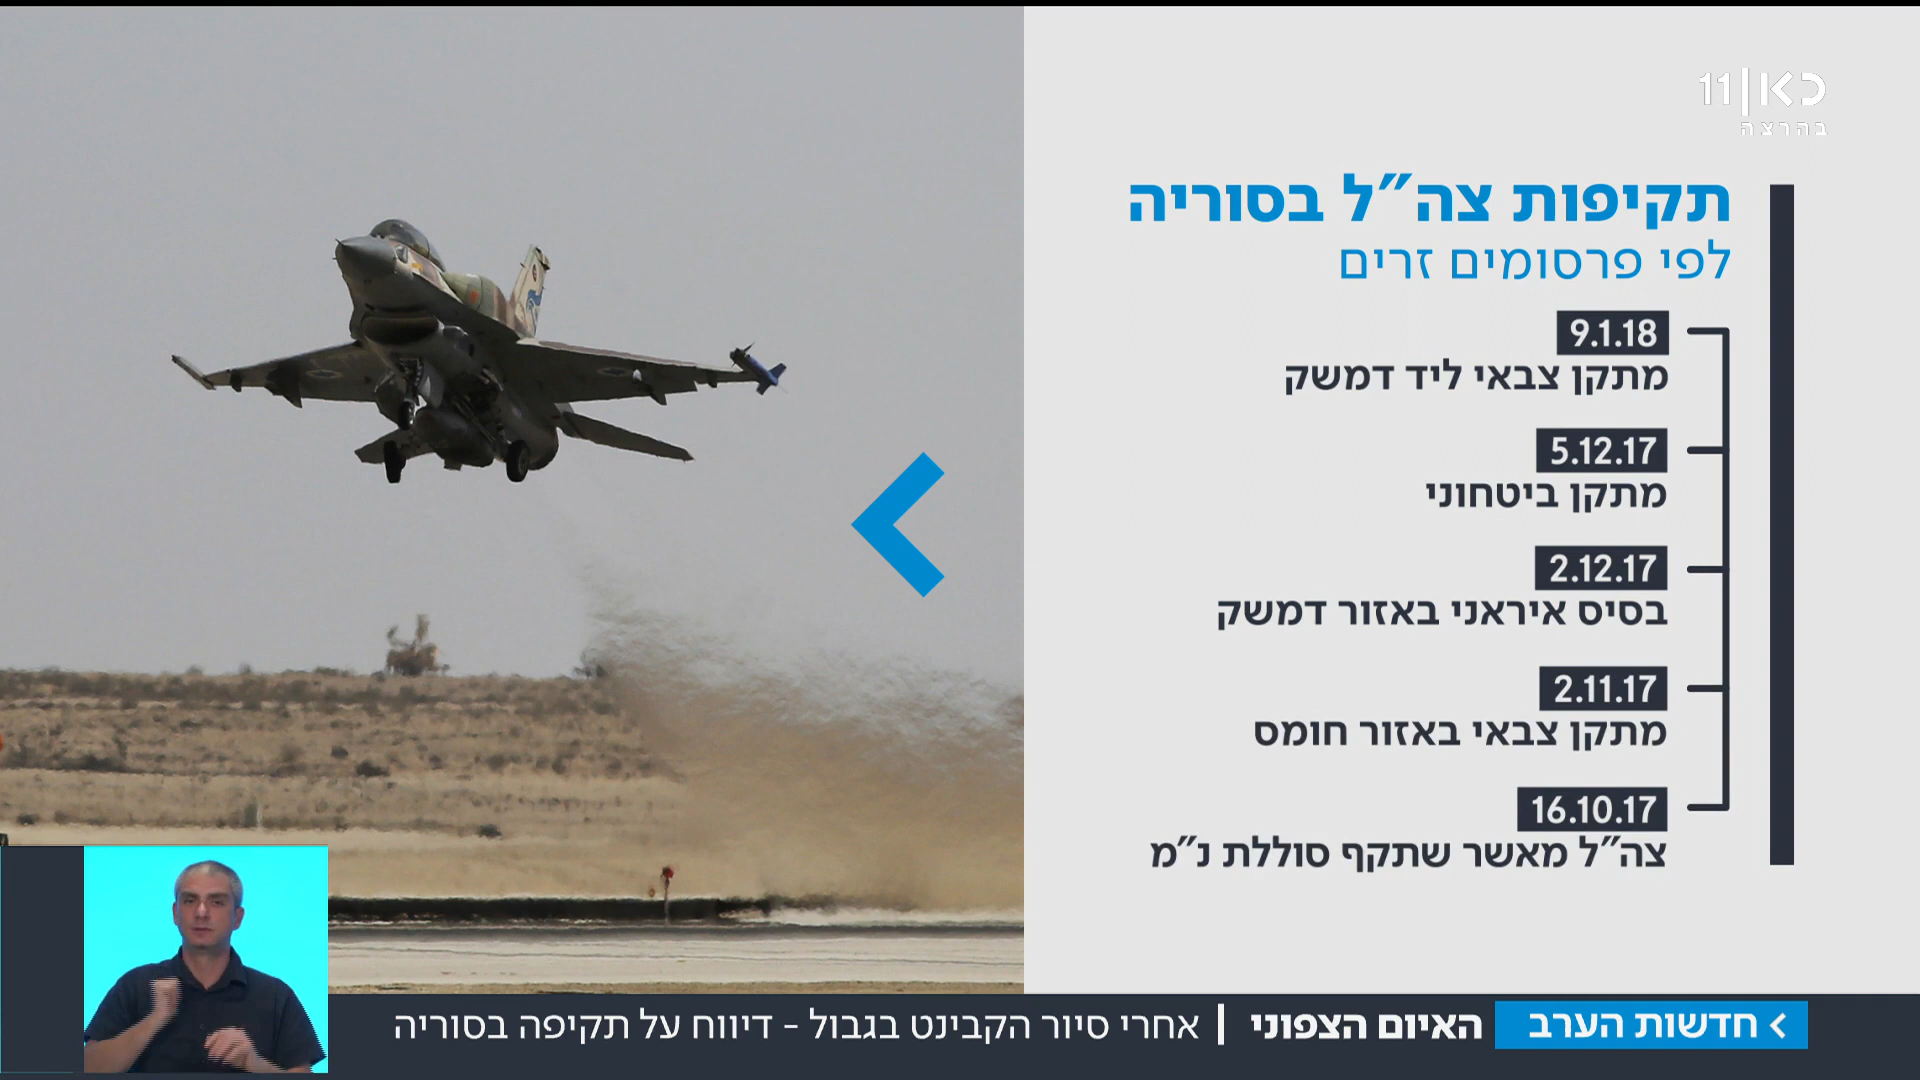 כאן 11
בהרצה
תקיפות צה״ל בסוריה
לפי פרסומים זרים
9.1.18
מתקן צבאי ליד דמשק
5.12.17
מתקן ביטחוני
2.12.17
בסיס איראני באזור דמשק
2.11.17
מתקן צבאי באזור חומס
16.10.17
צה״ל מאשר שתקף סוללת נ״מ
חדשות הערב
האיום הצפוני | אחרי סיור הקבינט בגבול - דיווח על תקיפה בסוריה